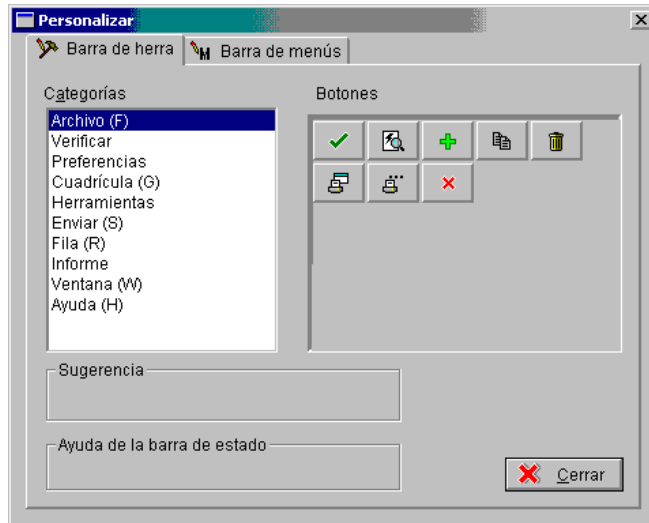 Personalizar
Barra de herra
Barra de menús
Categorías
Botones
Archivo (F)
Verificar
Preferencias
Cuadrícula (G)
Herramientas
Enviar (S)
Fila (R)
Informe
Ventana (W)
Ayuda (H)
Sugerencia
Ayuda de la barra de estado
Cerrar